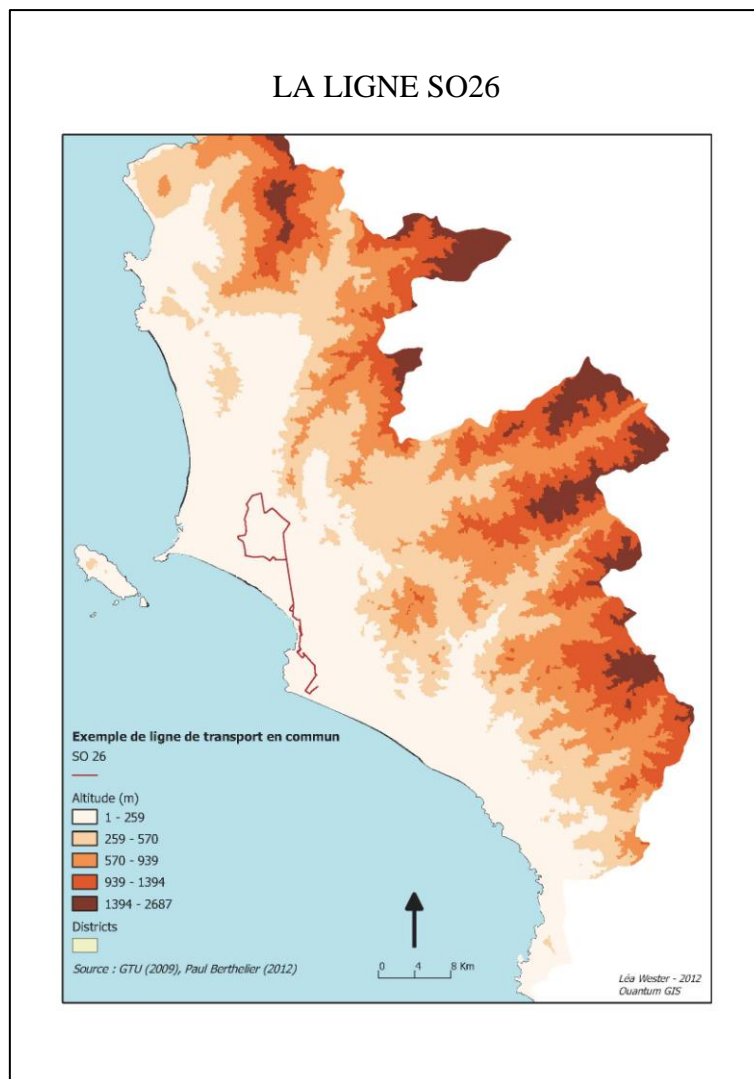 LA LIGNE SO26
Exemple de ligne de transport en commun
SO 26
Altitude (m)
1 - 259
259 - 570
570 - 939
939 - 1394
1394 - 2687
Districts
Source : GTU (2009), Paul Berthelier (2012)
0 4 8 Km
Léa Wester - 2012
Quantum GIS